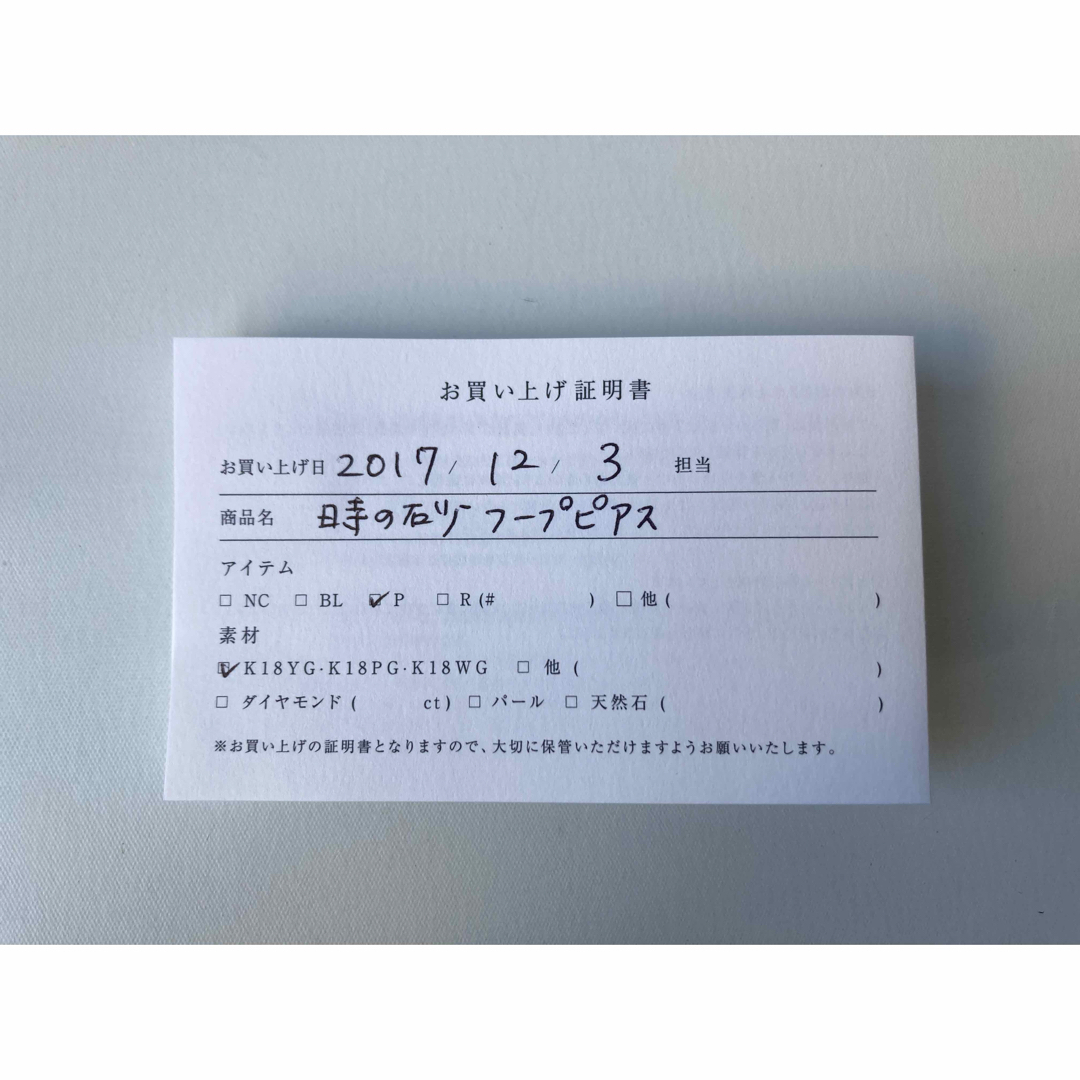 お買い上げ証明書
お買い上げ日 2017 / 12 / 3 担当
商品名 時の砂 フープピアス
アイテム
□ NC □ BL ☑ P □ R (# ) □ 他 ( )
素材
☑ K18YG·K18PG·K18WG □ 他 ( )
□ ダイヤモンド ( ct) □ パール □ 天然石 ( )
※お買い上げの証明書となりますので、大切に保管いただけますようお願いいたします。